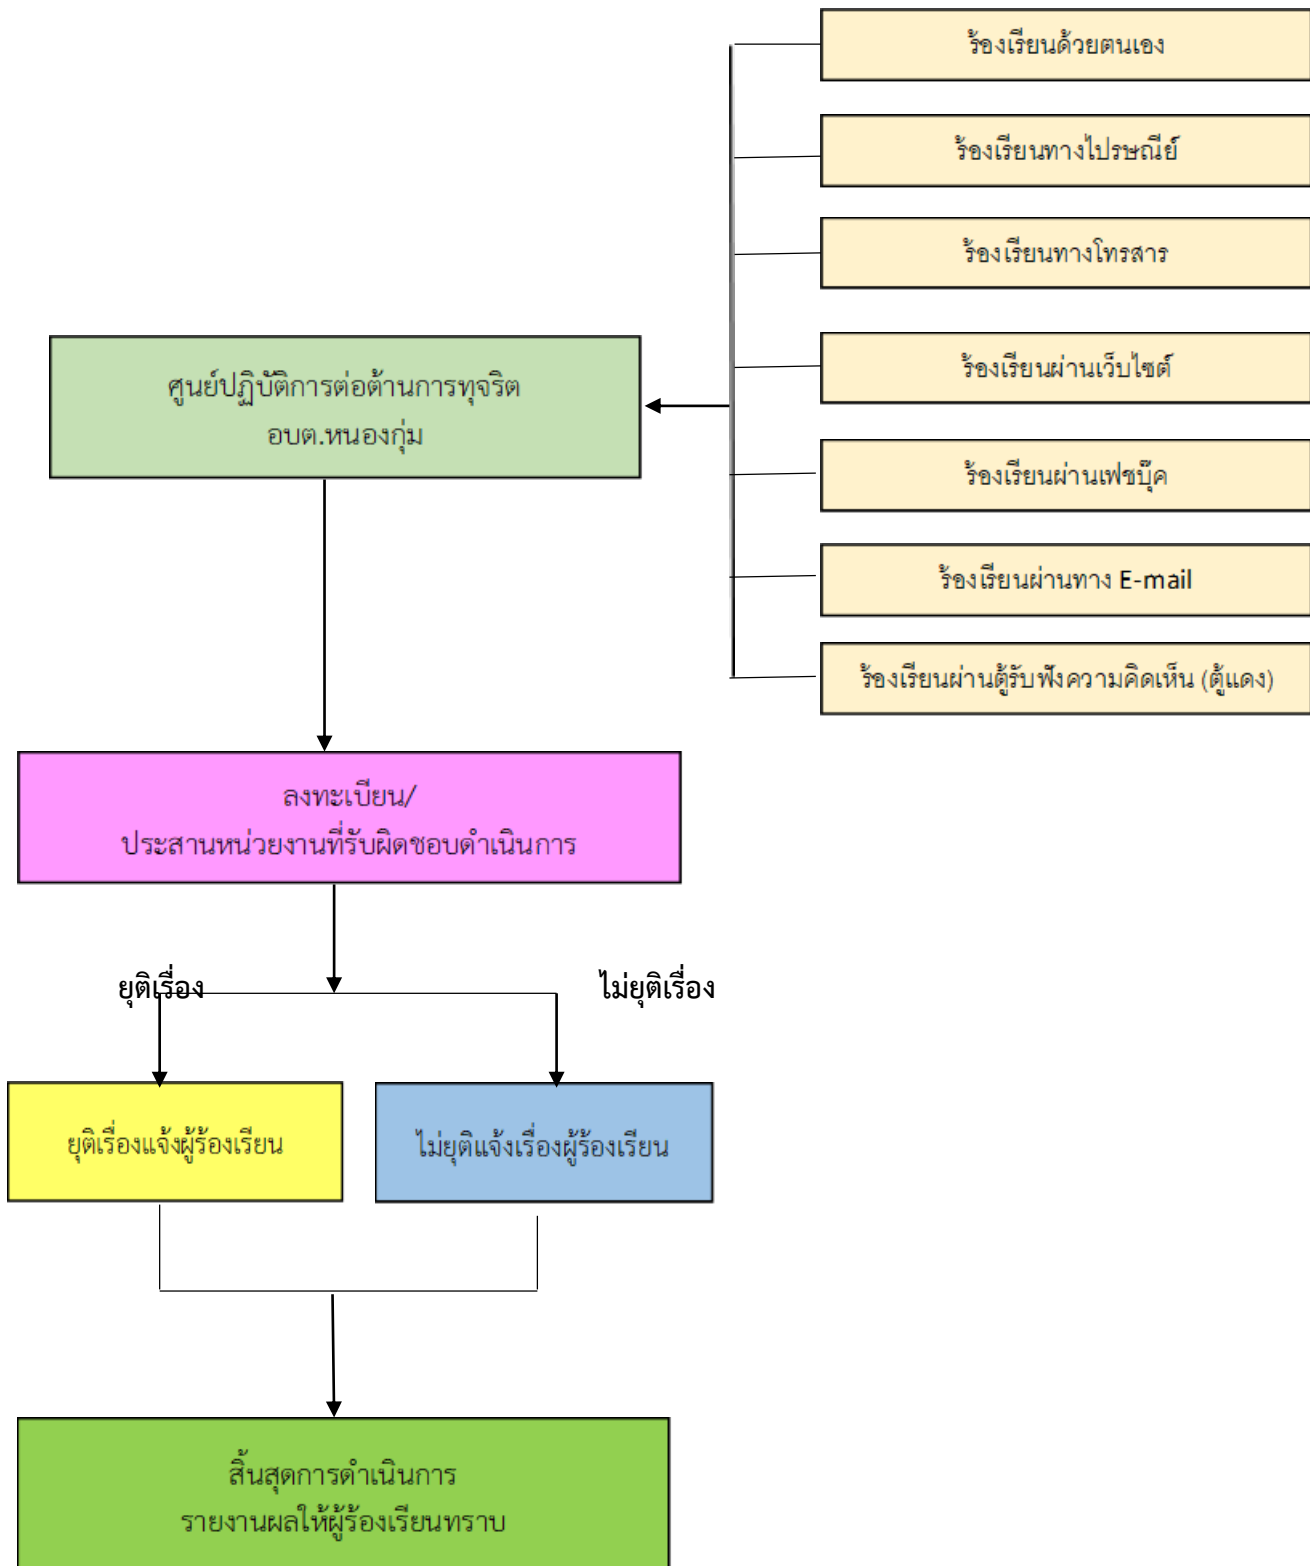 ร้องเรียนด้วยตนเอง
ร้องเรียนทางไปรษณีย์
ร้องเรียนทางโทรสาร
ร้องเรียนผ่านเว็บไซต์
ร้องเรียนผ่านเฟชบุ๊ค
ร้องเรียนผ่านทาง E-mail
ร้องเรียนผ่านตู้รับฟังความคิดเห็น (ตู้แดง)
ศูนย์ปฏิบัติการต่อต้านการทุจริต
อบต.หนองกุ่ม
ลงทะเบียน/
ประสานหน่วยงานที่รับผิดชอบดำเนินการ
ยุติเรื่อง
ไม่ยุติเรื่อง
ยุติเรื่องแจ้งผู้ร้องเรียน
ไม่ยุติแจ้งเรื่องผู้ร้องเรียน
สิ้นสุดการดำเนินการ
รายงานผลให้ผู้ร้องเรียนทราบ